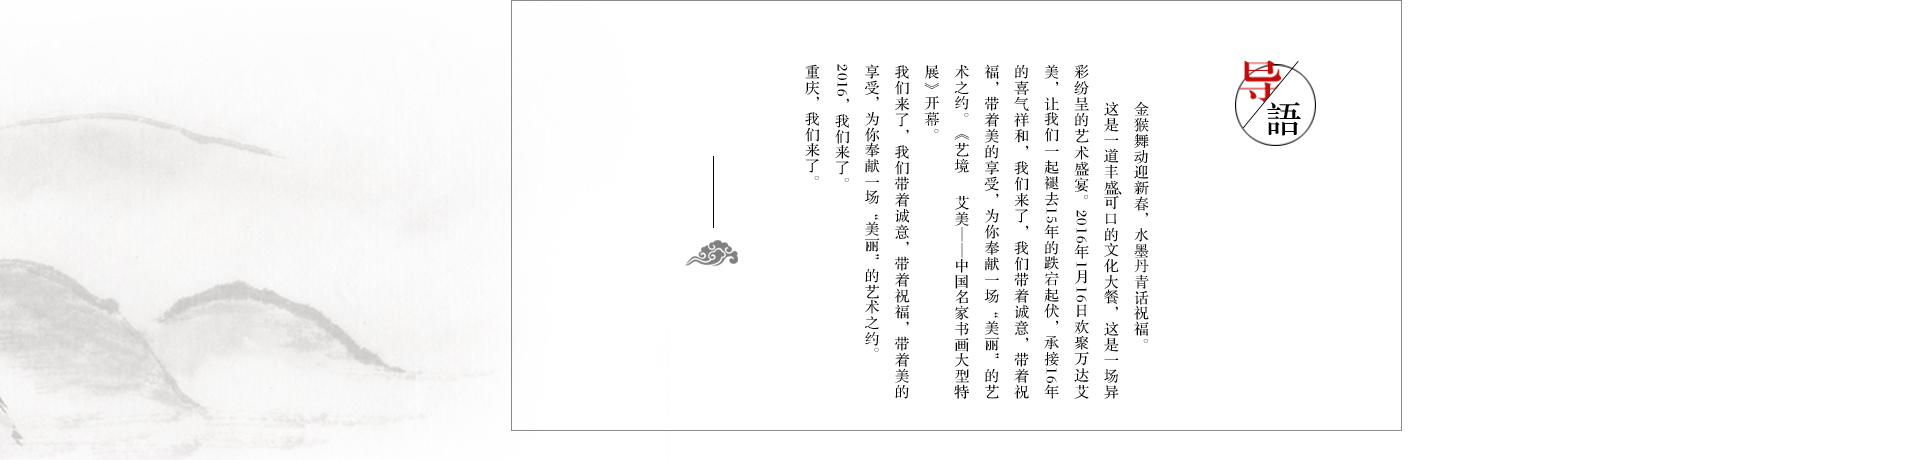 导語
金猴舞动迎新春，水墨丹青话祝福。
这是一道丰盛可口的文化大餐，这是一场异
彩纷呈的艺术盛宴。2016年1月16日欢聚万达艾
美，让我们一起褪去15年的跌宕起伏，承接16年
的喜气祥和，我们来了，我们带着诚意，带着祝
福，带着美的享受，为你奉献一场“美丽”的艺
术之约。《艺境 艾美——中国名家书画大型特
展》开幕。
我们来了，我们带着诚意，带着祝福，带着美的
享受，为你奉献一场“美丽”的艺术之约。
2016，我们来了。
重庆，我们来了。